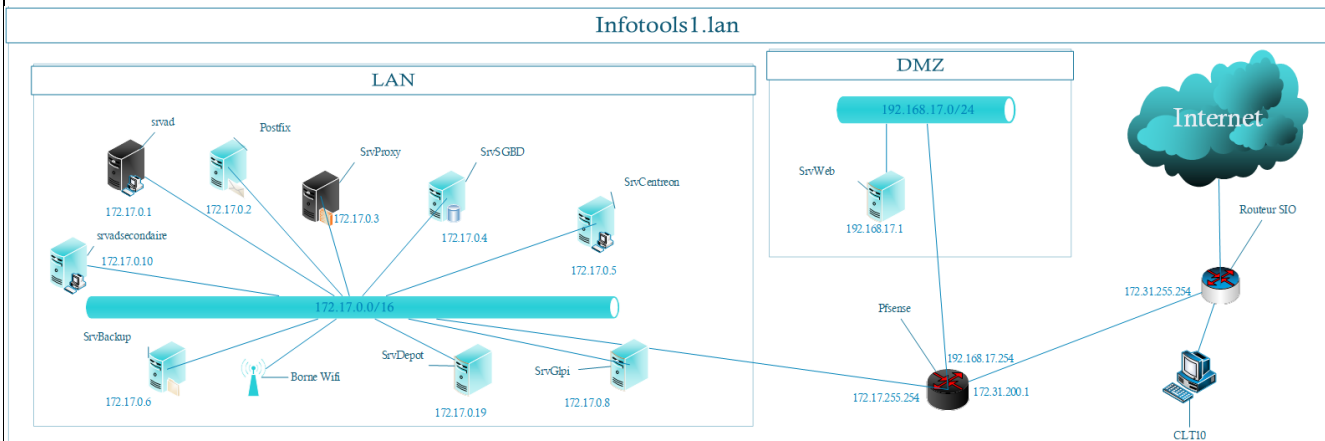 Infotools1.lan
LAN
DMZ
192.168.17.0/24
Internet
srvad
Postfix
SrvProxy
SrvSGBD
SrvCentreon
SrvWeb
172.17.0.1
172.17.0.2
172.17.0.3
172.17.0.4
172.17.0.5
192.168.17.1
Routeur SIO
srvadsecondaire
172.17.0.10
172.31.255.254
172.17.0.0/16
Pfsense
SrvBackup
Borne Wifi
SrvDepot
SrvGlpi
192.168.17.254
172.17.255.254
172.31.200.1
172.17.0.6
172.17.0.19
172.17.0.8
CLT10